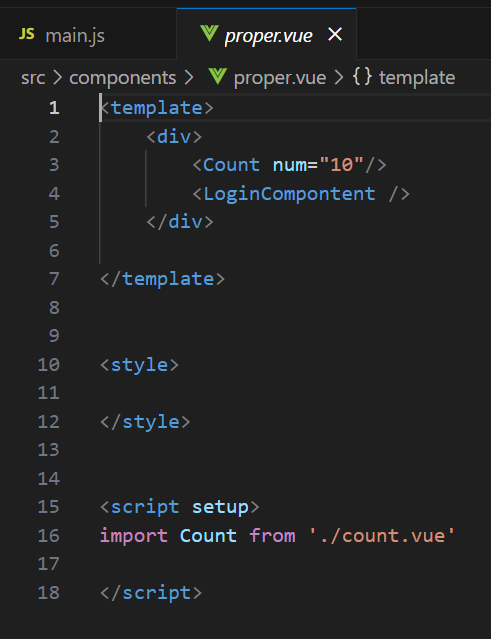 JS main.js proper.vue ×
src > components > proper.vue > {} template
1 <template>
2     <div>
3         <Count num="10"/>
4         <LoginCompontent />
5     </div>
6
7 </template>
8
9
10 <style>
11
12 </style>
13
14
15 <script setup>
16 import Count from './count.vue'
17
18 </script>